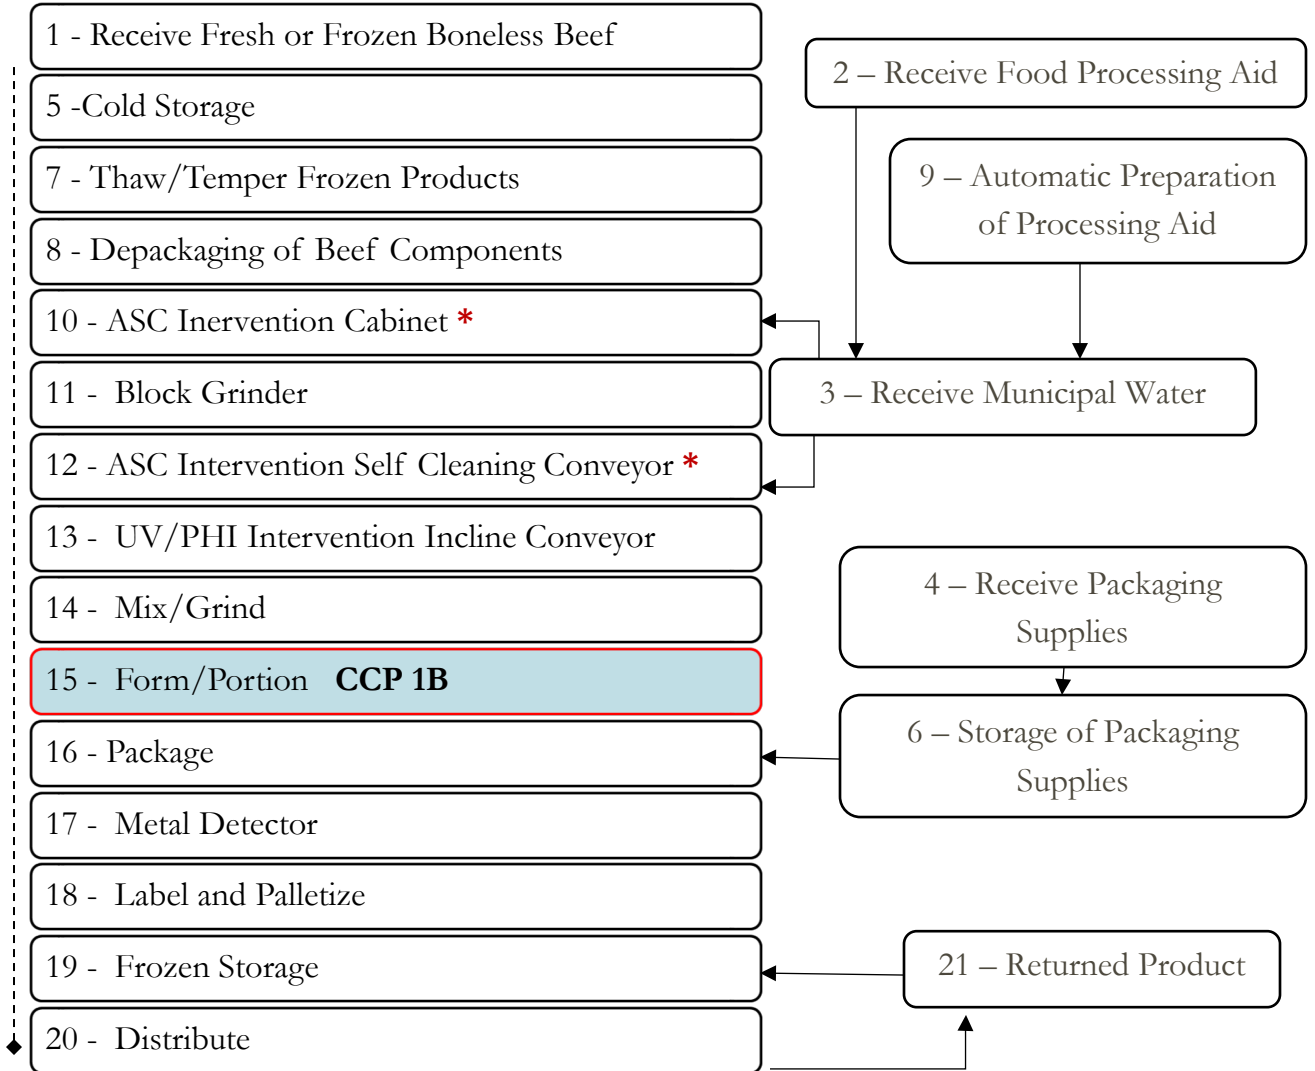 1 - Receive Fresh or Frozen Boneless Beef
5 -Cold Storage
7 - Thaw/Temper Frozen Products
8 - Depackaging of Beef Components
10 - ASC Inervention Cabinet *
11 - Block Grinder
12 - ASC Intervention Self Cleaning Conveyor *
13 - UV/PHI Intervention Incline Conveyor
14 - Mix/Grind
15 - Form/Portion CCP 1B
16 - Package
17 - Metal Detector
18 - Label and Palletize
19 - Frozen Storage
20 - Distribute
2 – Receive Food Processing Aid
9 – Automatic Preparation
of Processing Aid
3 – Receive Municipal Water
4 – Receive Packaging
Supplies
6 – Storage of Packaging
Supplies
21 – Returned Product